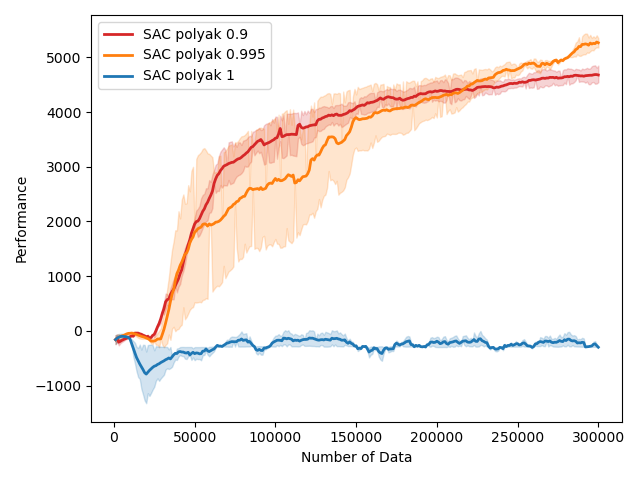 SAC polyak 0.9
SAC polyak 0.995
SAC polyak 1
5000
4000
3000
2000
1000
0
−1000
Performance
0 50000 100000 150000 200000 250000 300000
Number of Data